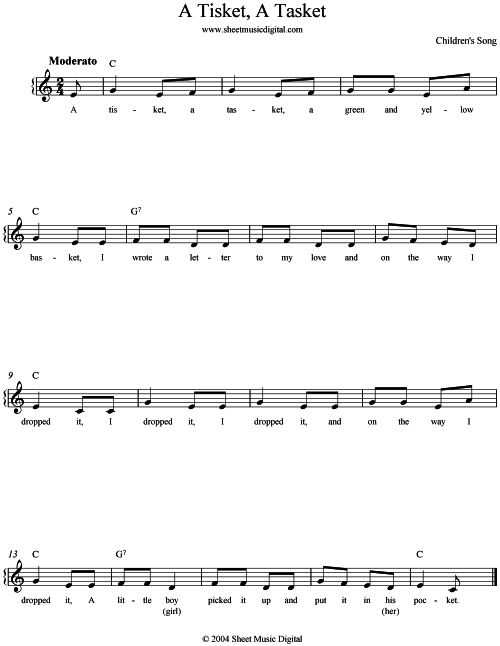 A Tisket, A Tasket
www.sheetmusicdigital.com
Children's Song
Moderato
C
2
4
A tis - ket, a tas - ket, a green and yel - low
5 C G7
bas - ket, I wrote a let - ter to my love and on the way I
9 C
dropped it, I dropped it, I dropped it, and on the way I
13 C G7 C
dropped it, A lit - tle boy picked it up and put it in his poc - ket.
(girl) (her)
© 2004 Sheet Music Digital